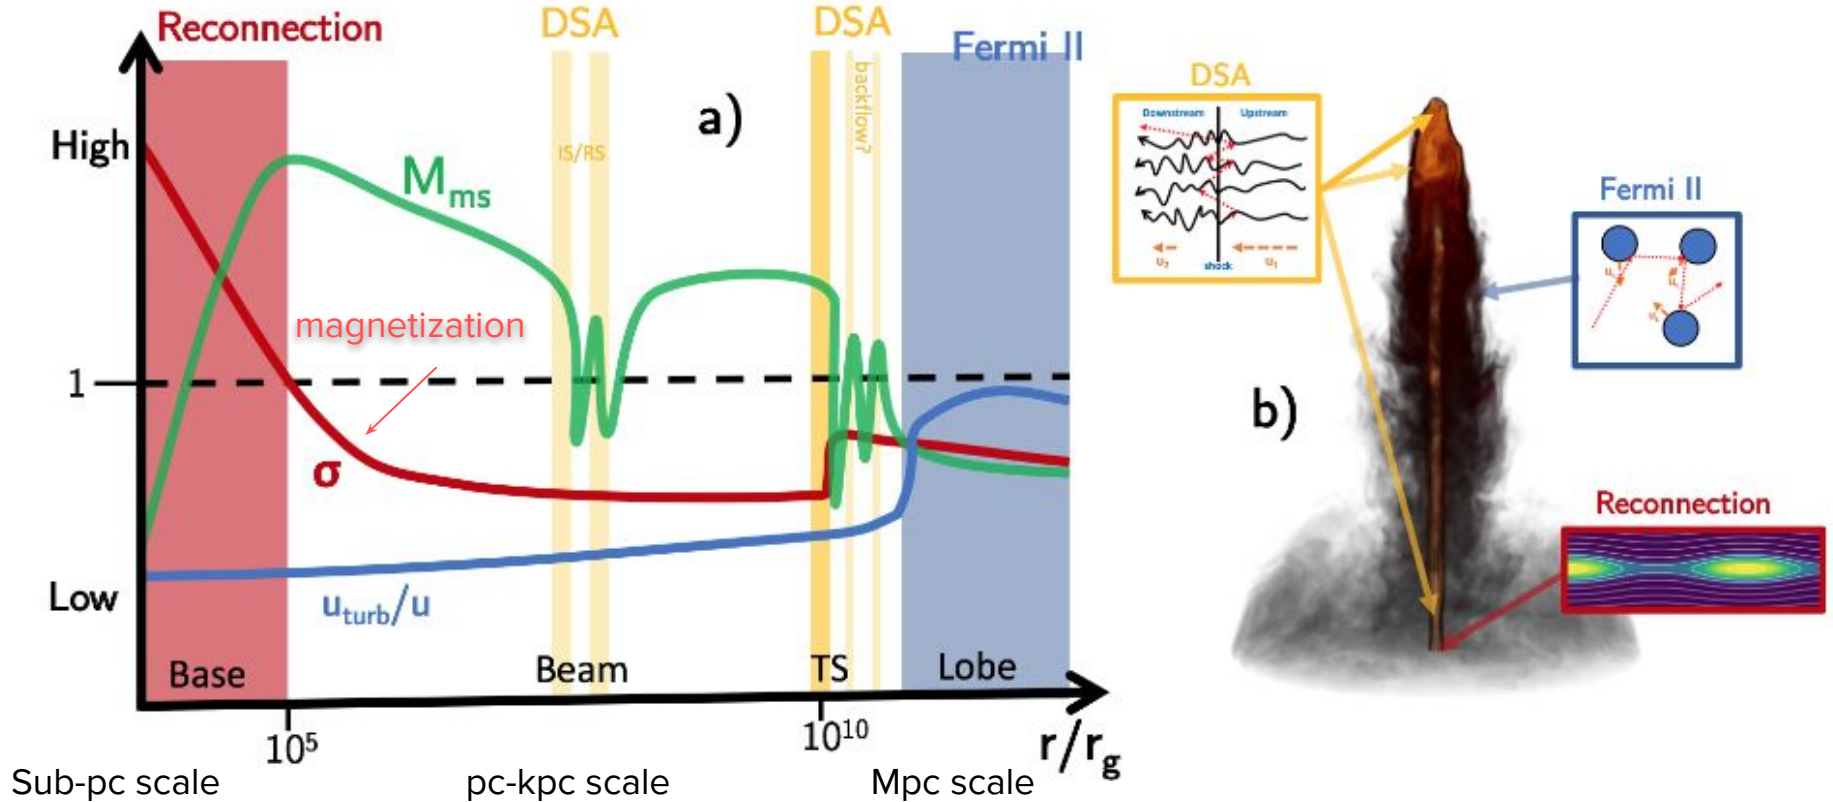 Reconnection
DSA
DSA
Fermi II
a)
backflow?
IS/RS
High
M_ms
magnetization
1
σ
Low
u_turb/u
Base
Beam
TS
Lobe
10^5
10^10
r/r_g
Sub-pc scale
pc-kpc scale
Mpc scale
DSA
Downstream
Upstream
u_2
shock
u_1
Fermi II
b)
Reconnection